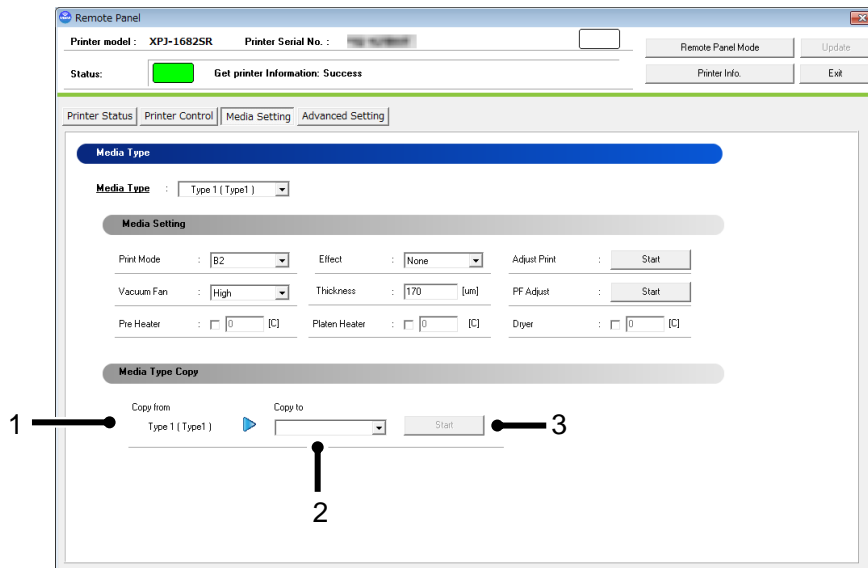 Remote Panel
Printer model : XPJ-1682SR Printer Serial No. :
Remote Panel Mode Update
Status: Get printer Information: Success
Printer Info. Exit
Printer Status Printer Control Media Setting Advanced Setting
Media Type
Media Type : Type 1 ( Type1 )
Media Setting
Print Mode : B2 Effect : None Adjust Print : Start
Vacuum Fan : High Thickness : 170 [um] PF Adjust : Start
Pre Heater : 0 [C] Platen Heater : 0 [C] Dryer : 0 [C]
Media Type Copy
Copy from Copy to
1 Type 1 ( Type1 ) Start 3
2